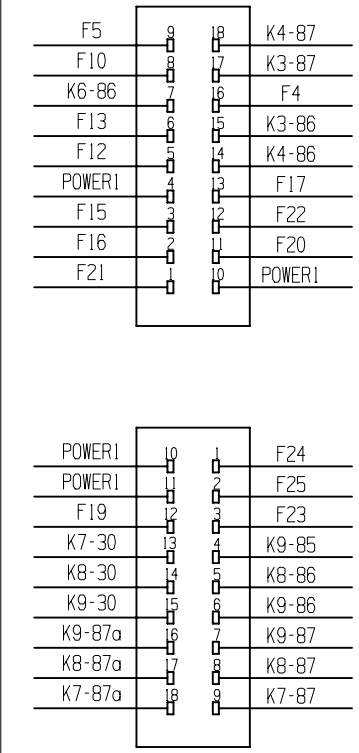 F5 9 18 K4-87
F10 8 17 K3-87
K6-86 7 16 F4
F13 6 15 K3-86
F12 5 14 K4-86
POWER1 4 13 F17
F15 3 12 F22
F16 2 11 F20
F21 1 10 POWER1
POWER1 10 1 F24
POWER1 11 2 F25
F19 12 3 F23
K7-30 13 4 K9-85
K8-30 14 5 K8-86
K9-30 15 6 K9-86
K9-87a 16 7 K9-87
K8-87a 17 8 K8-87
K7-87a 18 9 K7-87